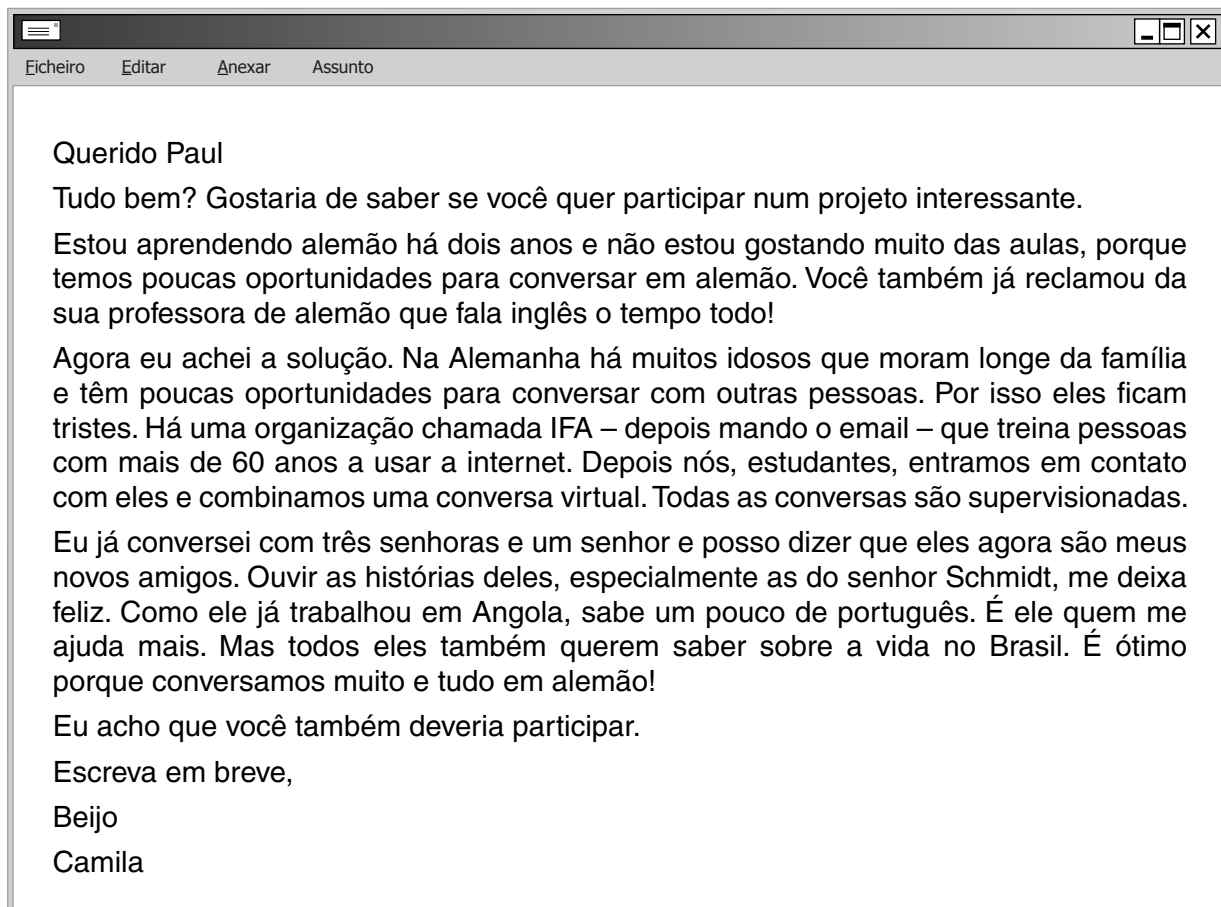 Ficheiro Editar Anexar Assunto
Querido Paul
Tudo bem? Gostaria de saber se você quer participar num projeto interessante.
Estou aprendendo alemão há dois anos e não estou gostando muito das aulas, porque
temos poucas oportunidades para conversar em alemão. Você também já reclamou da
sua professora de alemão que fala inglês o tempo todo!
Agora eu achei a solução. Na Alemanha há muitos idosos que moram longe da família
e têm poucas oportunidades para conversar com outras pessoas. Por isso eles ficam
tristes. Há uma organização chamada IFA – depois mando o email – que treina pessoas
com mais de 60 anos a usar a internet. Depois nós, estudantes, entramos em contato
com eles e combinamos uma conversa virtual. Todas as conversas são supervisionadas.
Eu já conversei com três senhoras e um senhor e posso dizer que eles agora são meus
novos amigos. Ouvir as histórias deles, especialmente as do senhor Schmidt, me deixa
feliz. Como ele já trabalhou em Angola, sabe um pouco de português. É ele quem me
ajuda mais. Mas todos eles também querem saber sobre a vida no Brasil. É ótimo
porque conversamos muito e tudo em alemão!
Eu acho que você também deveria participar.
Escreva em breve,
Beijo
Camila